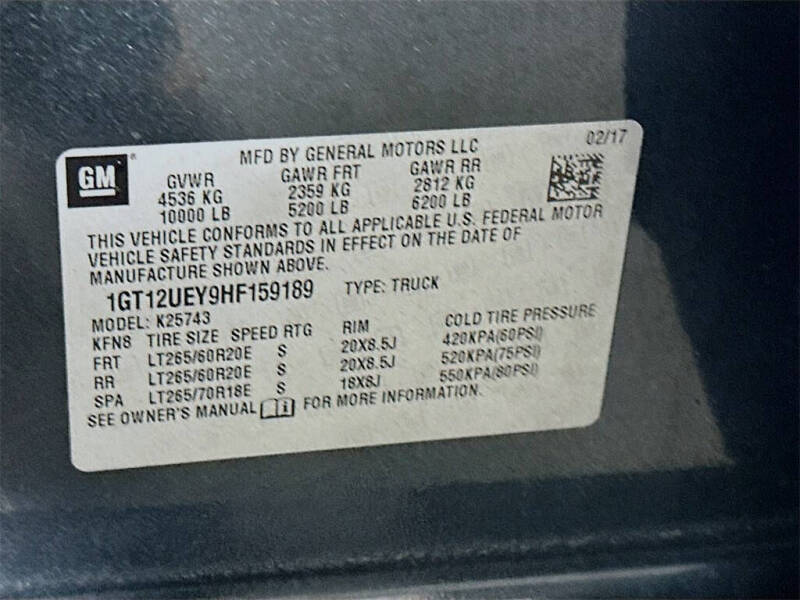 GM
MFD BY GENERAL MOTORS LLC 02/17
GVWR GAWR FRT GAWR RR
4536 KG 2359 KG 2812 KG
10000 LB 5200 LB 6200 LB
THIS VEHICLE CONFORMS TO ALL APPLICABLE U.S. FEDERAL MOTOR
VEHICLE SAFETY STANDARDS IN EFFECT ON THE DATE OF
MANUFACTURE SHOWN ABOVE.
1GT12UEY9HF159189 TYPE: TRUCK
MODEL: K25743
KFN8 TIRE SIZE SPEED RTG RIM COLD TIRE PRESSURE
FRT LT265/60R20E S 20X8.5J 420KPA(60PSI)
RR LT265/60R20E S 20X8.5J 520KPA(75PSI)
SPA LT265/70R18E S 18X8J 550KPA(80PSI)
SEE OWNER'S MANUAL FOR MORE INFORMATION.